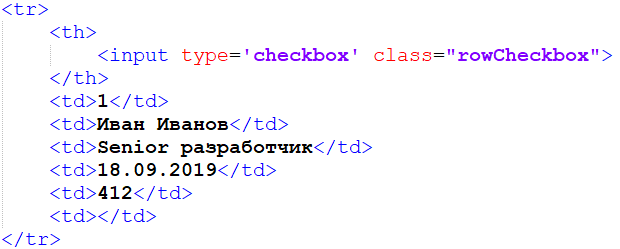 <tr>
<th>
<input type='checkbox' class="rowCheckbox">
</th>
<td>1</td>
<td>Иван Иванов</td>
<td>Senior разработчик</td>
<td>18.09.2019</td>
<td>412</td>
<td></td>
</tr>